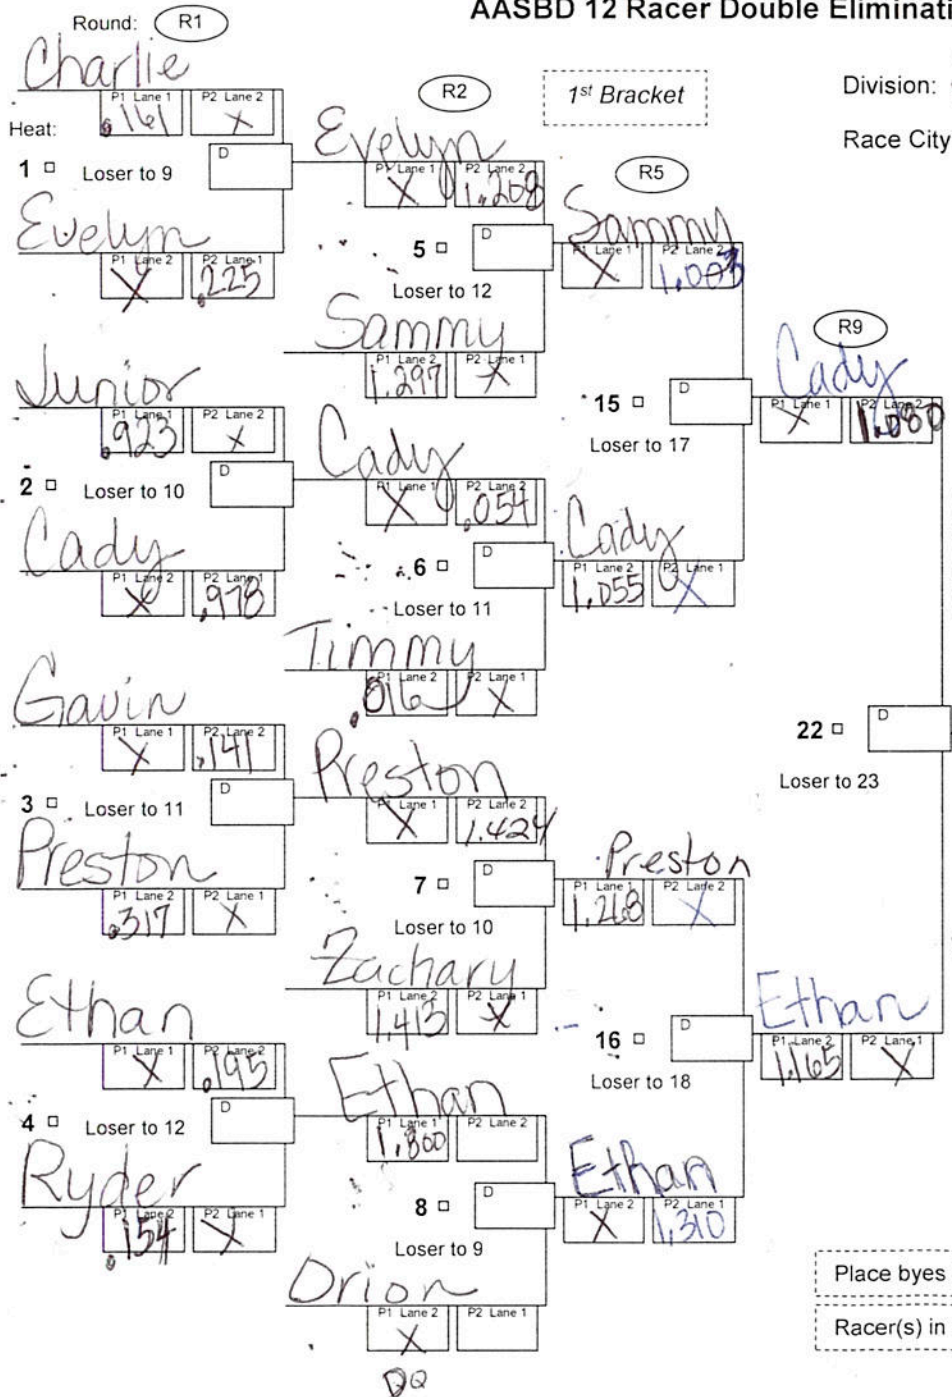 AASBD 12 Racer Double Eliminati
Round: R1
Charlie
P1 Lane 1 P2 Lane 2
.161 X
Heat:
1 Loser to 9 D
Evelyn
P1 Lane 2 P2 Lane 1
X .225
Junior
P1 Lane 1 P2 Lane 2
.923 X
2 Loser to 10 D
Cady
P1 Lane 2 P2 Lane 1
X .978
Gavin
P1 Lane 1 P2 Lane 2
X .141
3 Loser to 11 D
Preston
P1 Lane 2 P2 Lane 1
.317 X
Ethan
P1 Lane 1 P2 Lane 2
X .195
4 Loser to 12 D
Ryder
P1 Lane 2 P2 Lane 1
.154 X
R2
Evelyn
P1 Lane 1 P2 Lane 2
X 1.208
5 D
Loser to 12
Sammy
P1 Lane 2 P2 Lane 1
1.297 X
Cady
P1 Lane 1 P2 Lane 2
X .054
6 D
Loser to 11
Timmy
P1 Lane 2 P2 Lane 1
.016 X
Preston
P1 Lane 1 P2 Lane 2
X 1.424
7 D
Loser to 10
Zachary
P1 Lane 2 P2 Lane 1
1.413 X
Ethan
P1 Lane 1 P2 Lane 2
1.800
8 D
Loser to 9
Orion
P1 Lane 2 P2 Lane 1
X
DQ
1st Bracket
R5
Sammy
P1 Lane 1 P2 Lane 2
X 1.003
15 D
Loser to 17
Cady
P1 Lane 2 P2 Lane 1
1.055 X
Preston
P1 Lane 1 P2 Lane 2
1.268 X
16 D
Loser to 18
Ethan
P1 Lane 2 P2 Lane 1
X 1.310
Division:
Race City
R9
Cady
P1 Lane 1 P2 Lane 2
X 1.080
22 D
Loser to 23
Ethan
P1 Lane 2 P2 Lane 1
1.165 X
Place byes
Racer(s) in